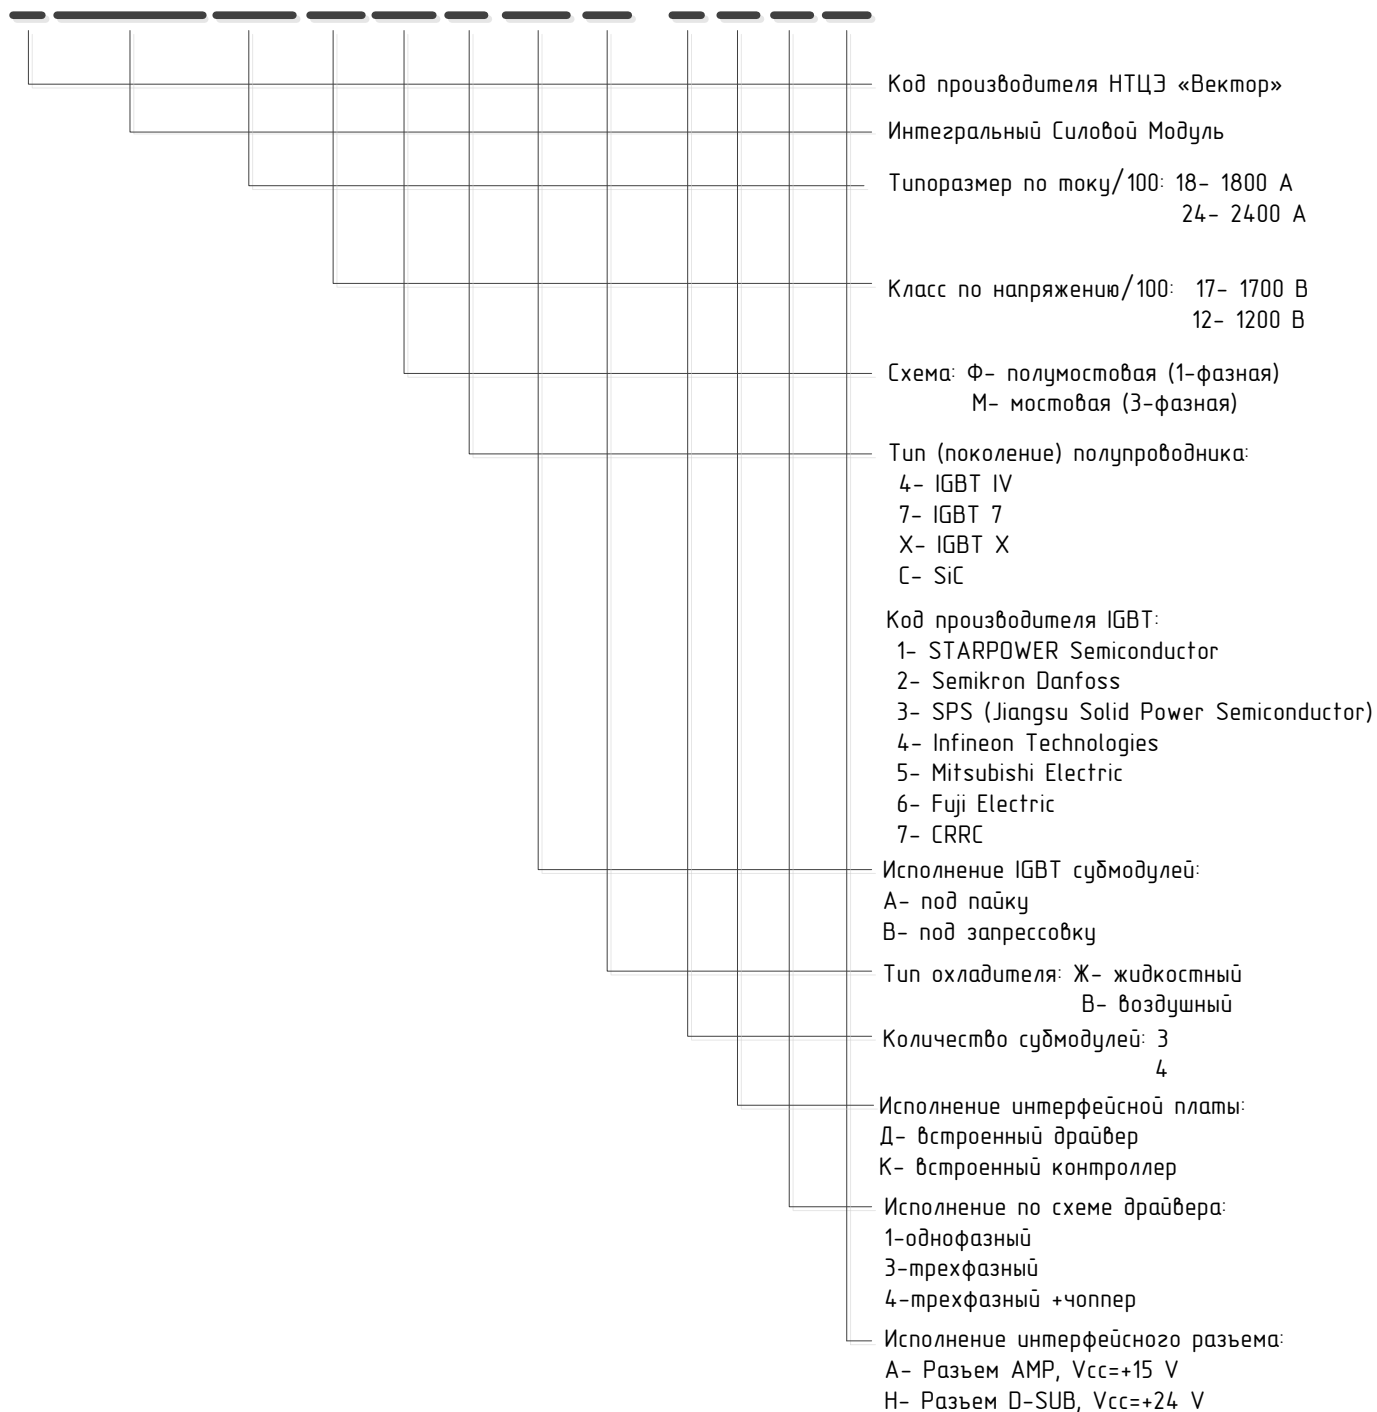 Код производителя НТЦЭ «Вектор»
Интегральный Силовой Модуль
Типоразмер по току/100: 18- 1800 А
24- 2400 А
Класс по напряжению/100: 17- 1700 В
12- 1200 В
Схема: Ф- полумостовая (1-фазная)
М- мостовая (3-фазная)
Тип (поколение) полупроводника:
4- IGBT IV
7- IGBT 7
X- IGBT X
C- SiC
Код производителя IGBT:
1- STARPOWER Semiconductor
2- Semikron Danfoss
3- SPS (Jiangsu Solid Power Semiconductor)
4- Infineon Technologies
5- Mitsubishi Electric
6- Fuji Electric
7- CRRC
Исполнение IGBT субмодулей:
А- под пайку
В- под запрессовку
Тип охладителя: Ж- жидкостный
В- воздушный
Количество субмодулей: 3
4
Исполнение интерфейсной платы:
Д- встроенный драйвер
К- встроенный контроллер
Исполнение по схеме драйвера:
1-однофазный
3-трехфазный
4-трехфазный +чоппер
Исполнение интерфейсного разъема:
А- Разъем AMP, Vcc=+15 V
Н- Разъем D-SUB, Vcc=+24 V